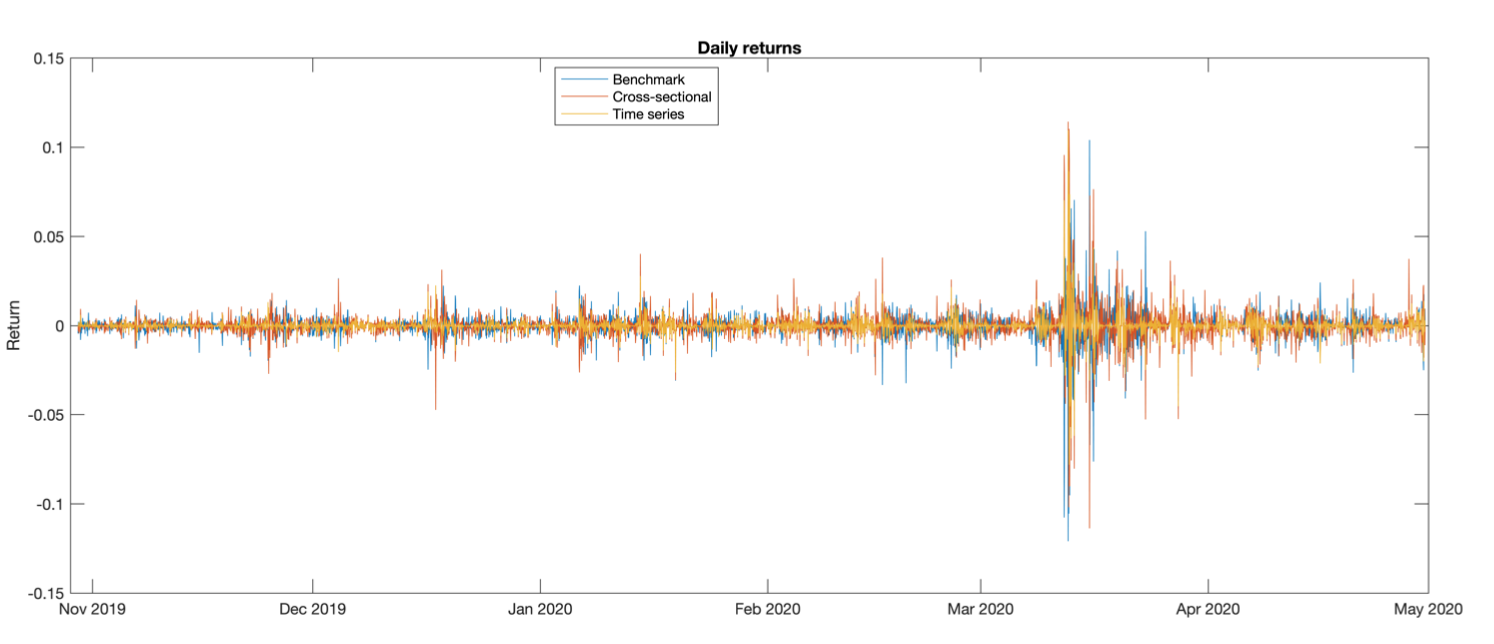 Daily returns
Benchmark
Cross-sectional
Time series
Return
0.15
0.1
0.05
0
-0.05
-0.1
-0.15
Nov 2019
Dec 2019
Jan 2020
Feb 2020
Mar 2020
Apr 2020
May 2020